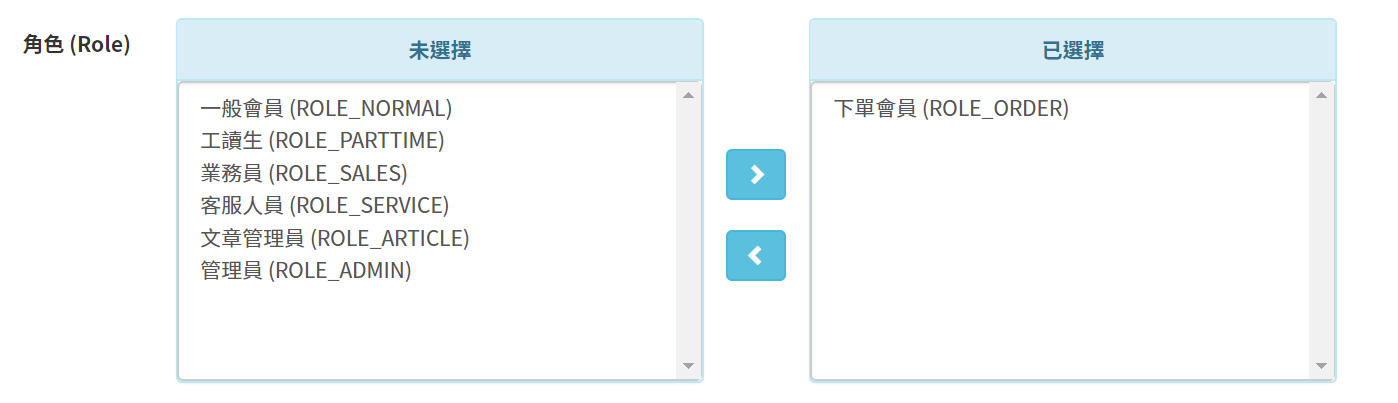 角色 (Role)
未選擇
一般會員 (ROLE_NORMAL)
工讀生 (ROLE_PARTTIME)
業務員 (ROLE_SALES)
客服人員 (ROLE_SERVICE)
文章管理員 (ROLE_ARTICLE)
管理員 (ROLE_ADMIN)
已選擇
下單會員 (ROLE_ORDER)